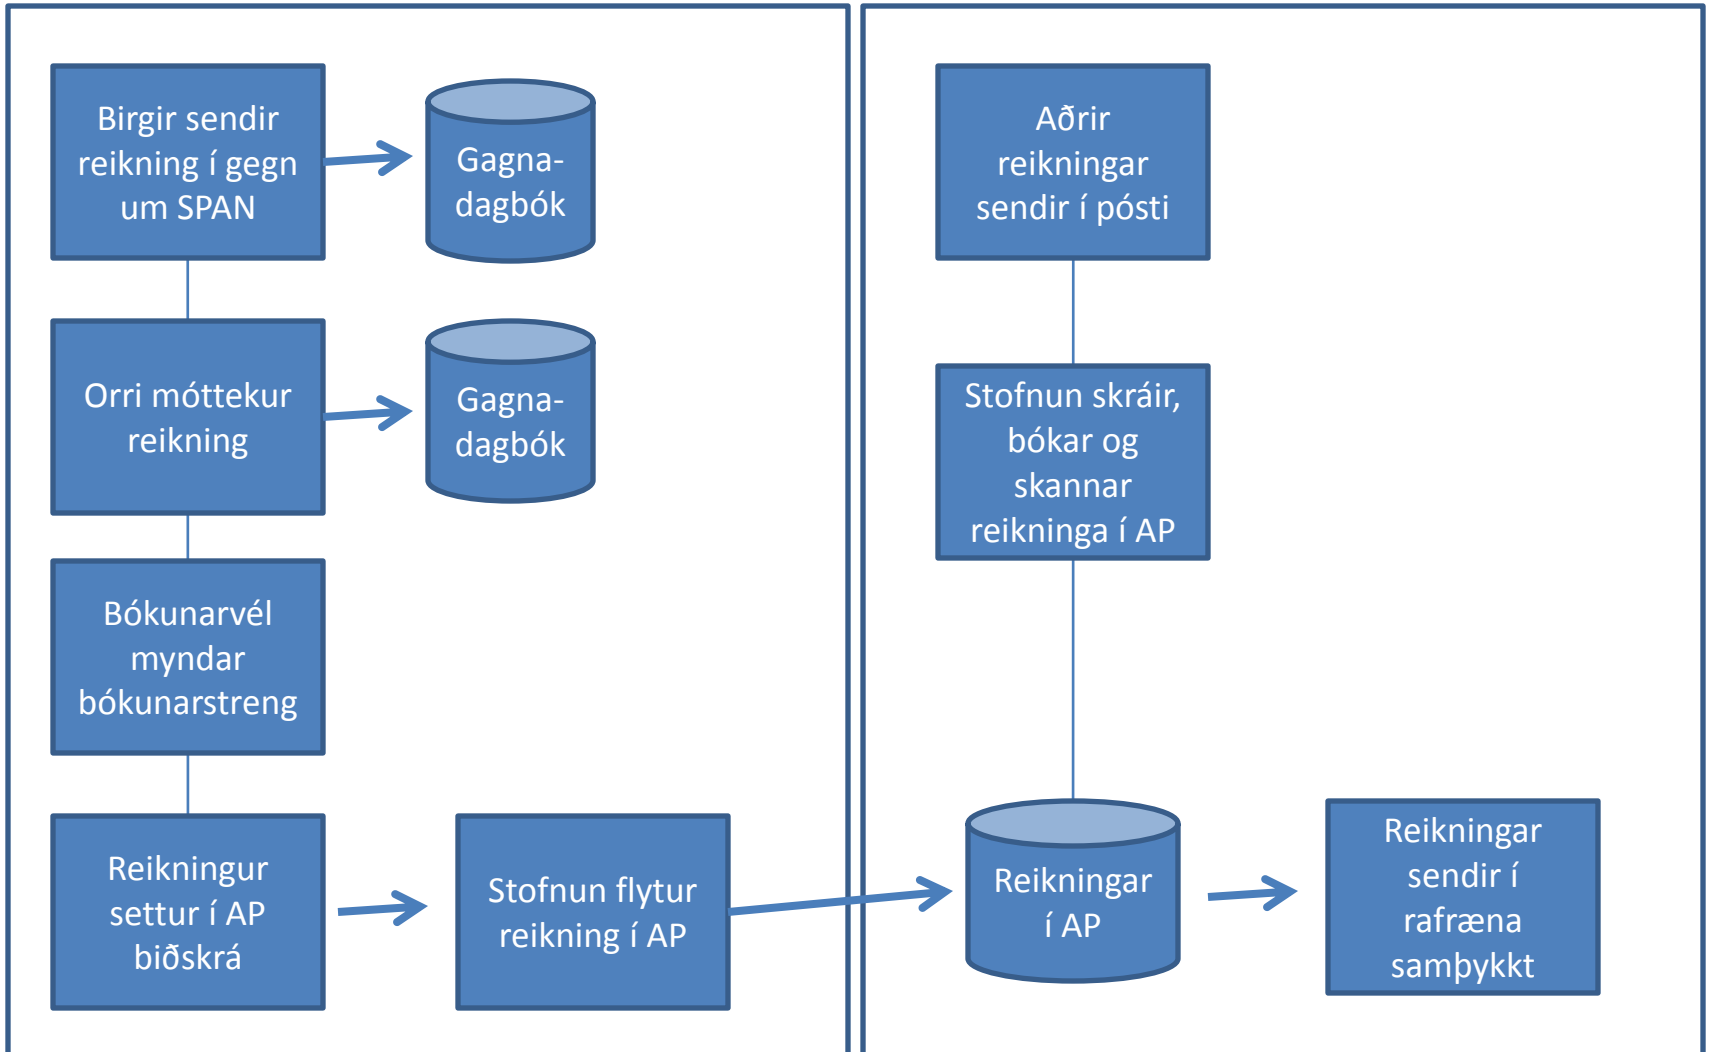 Birgir sendir
reikning í gegn
um SPAN
Gagna-
dagbók
Orri móttekur
reikning
Gagna-
dagbók
Bókunarvél
myndar
bókunarstreng
Reikningur
settur í AP
biðskrá
Stofnun flytur
reikning í AP
Aðrir
reikningar
sendir í pósti
Stofnun skráir,
bókar og
skannar
reikninga í AP
Reikningar
í AP
Reikningar
sendir í
rafræna
samþykkt